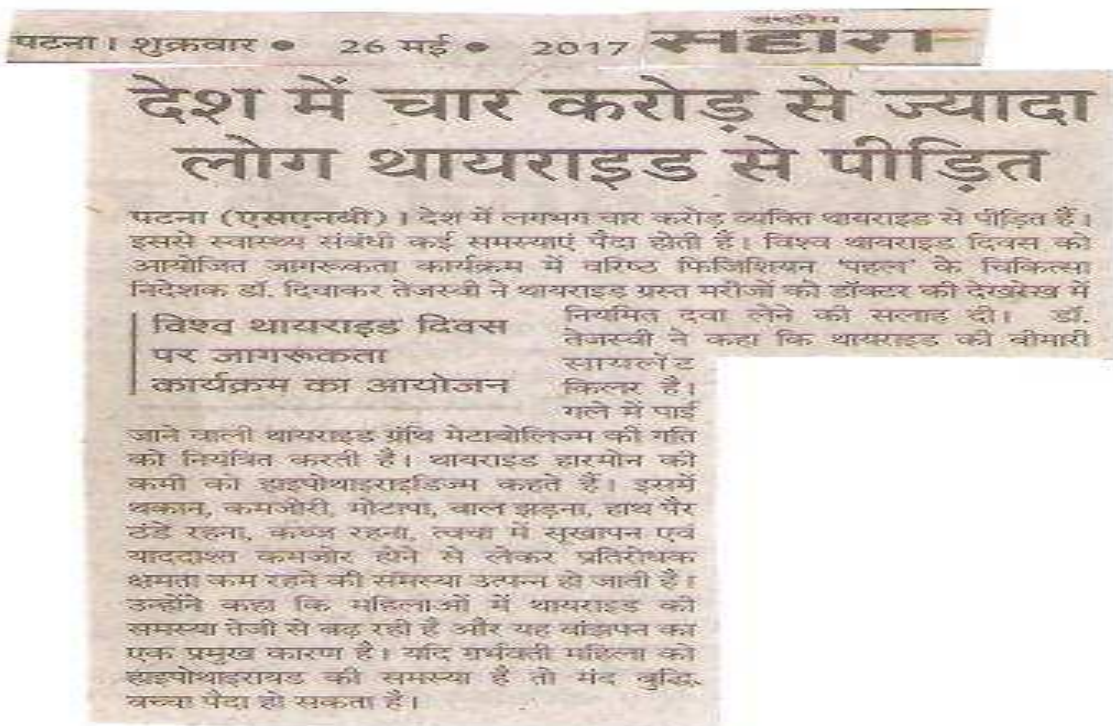 पटना । शुक्रवार ● 26 मई ● 2017 राष्ट्रीय सहारा
देश में चार करोड़ से ज्यादा
लोग थायराइड से पीड़ित
पटना (एसएनबी) । देश में लगभग चार करोड़ व्यक्ति थायराइड से पीड़ित हैं।
इससे स्वास्थ्य संबंधी कई समस्याएं पैदा होती हैं। विश्व थायराइड दिवस को
आयोजित जागरूकता कार्यक्रम में वरिष्ठ फिजिशियन 'पहल' के चिकित्सा
निदेशक डॉ. दिवाकर तेजस्वी ने थायराइड ग्रस्त मरीजों को डॉक्टर की देखरेख में
नियमित दवा लेने की सलाह दी। डॉ.
तेजस्वी ने कहा कि थायराइड की बीमारी
सायलेंट
किलर है।
गले में पाई
विश्व थायराइड दिवस
पर जागरूकता
कार्यक्रम का आयोजन
जाने वाली थायराइड ग्रंथि मेटाबोलिज्म की गति
को नियंत्रित करती है। थायराइड हारमोन की
कमी को हाइपोथाइराइडिज्म कहते हैं। इसमें
थकान, कमजोरी, मोटापा, बाल झड़ना, हाथ पैर
ठंडे रहना, कब्ज रहना, त्वचा में सूखापन एवं
याददाश्त कमजोर होने से लेकर प्रतिरोधक
क्षमता कम रहने की समस्या उत्पन्न हो जाती है।
उन्होंने कहा कि महिलाओं में थायराइड की
समस्या तेजी से बढ़ रही है और यह बांझपन का
एक प्रमुख कारण है। यदि गर्भवती महिला को
हाइपोथाइरायड की समस्या है तो मंद बुद्धि
बच्चा पैदा हो सकता है।